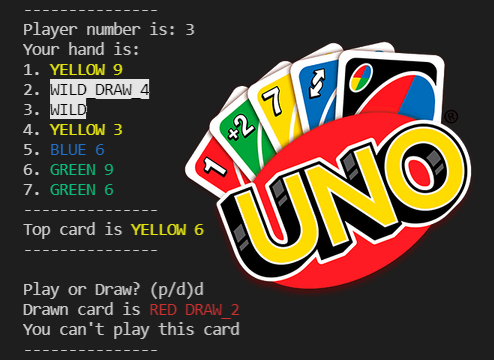 ---------------
Player number is: 3
Your hand is:
1. YELLOW 9
2. WILD DRAW_4
3. WILD
4. YELLOW 3
5. BLUE 6
6. GREEN 9
7. GREEN 6
---------------
Top card is YELLOW 6
---------------
Play or Draw? (p/d)d
Drawn card is RED DRAW_2
You can't play this card
---------------
1
+2
7
UNO
®